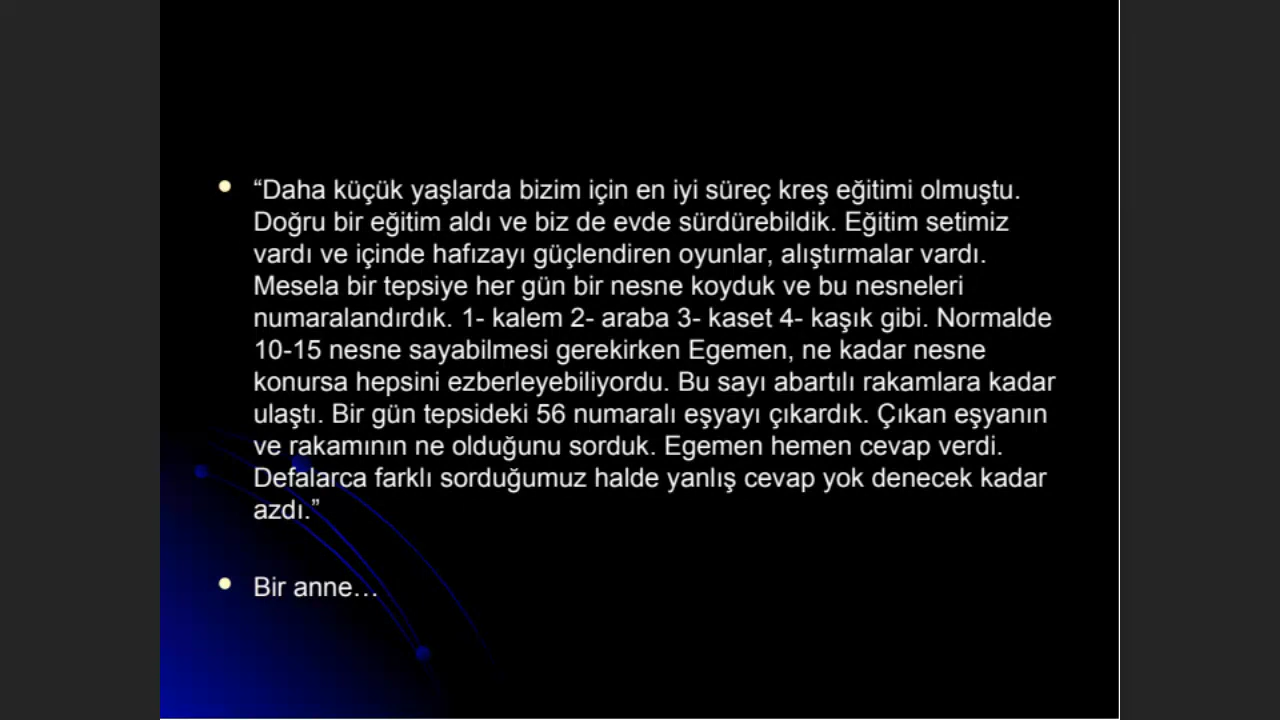 “Daha küçük yaşlarda bizim için en iyi süreç kreş eğitimi olmuştu.
Doğru bir eğitim aldı ve biz de evde sürdürebildik. Eğitim setimiz
vardı ve içinde hafızayı güçlendiren oyunlar, alıştırmalar vardı.
Mesela bir tepsiye her gün bir nesne koyduk ve bu nesneleri
numaralandırdık. 1- kalem 2- araba 3- kaset 4- kaşık gibi. Normalde
10-15 nesne sayabilmesi gerekirken Egemen, ne kadar nesne
konursa hepsini ezberleyebiliyordu. Bu sayı abartılı rakamlara kadar
ulaştı. Bir gün tepsideki 56 numaralı eşyayı çıkardık. Çıkan eşyanın
ve rakamının ne olduğunu sorduk. Egemen hemen cevap verdi.
Defalarca farklı sorduğumuz halde yanlış cevap yok denecek kadar
azdı.”
Bir anne…